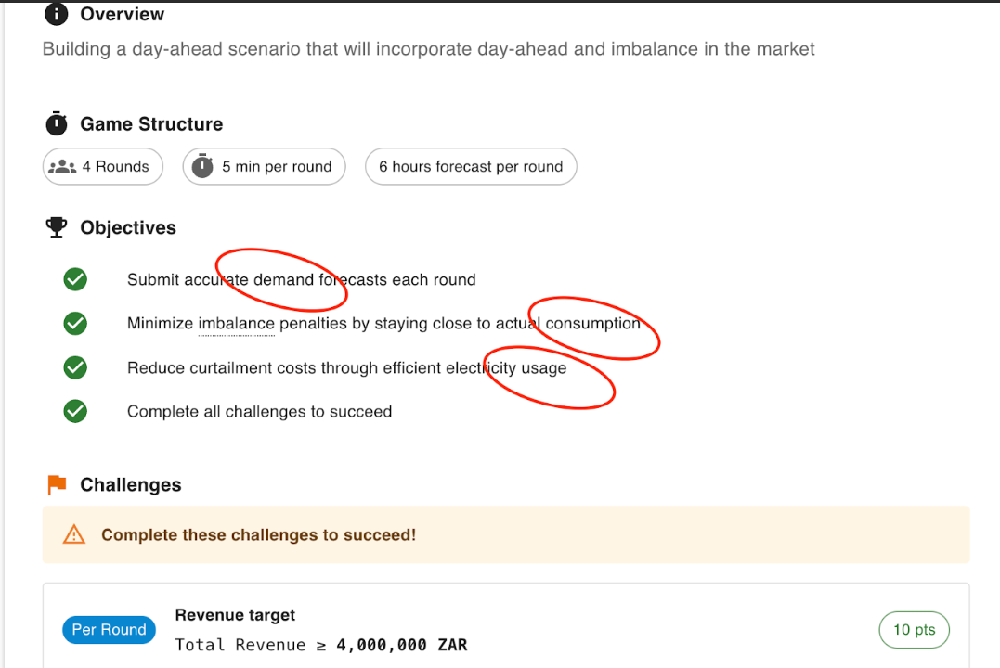 Overview
Building a day-ahead scenario that will incorporate day-ahead and imbalance in the market
Game Structure
4 Rounds
5 min per round
6 hours forecast per round
Objectives
Submit accurate demand forecasts each round
Minimize imbalance penalties by staying close to actual consumption
Reduce curtailment costs through efficient electricity usage
Complete all challenges to succeed
Challenges
Complete these challenges to succeed!
Revenue target
Per Round
10 pts
Total Revenue ≥ 4,000,000 ZAR